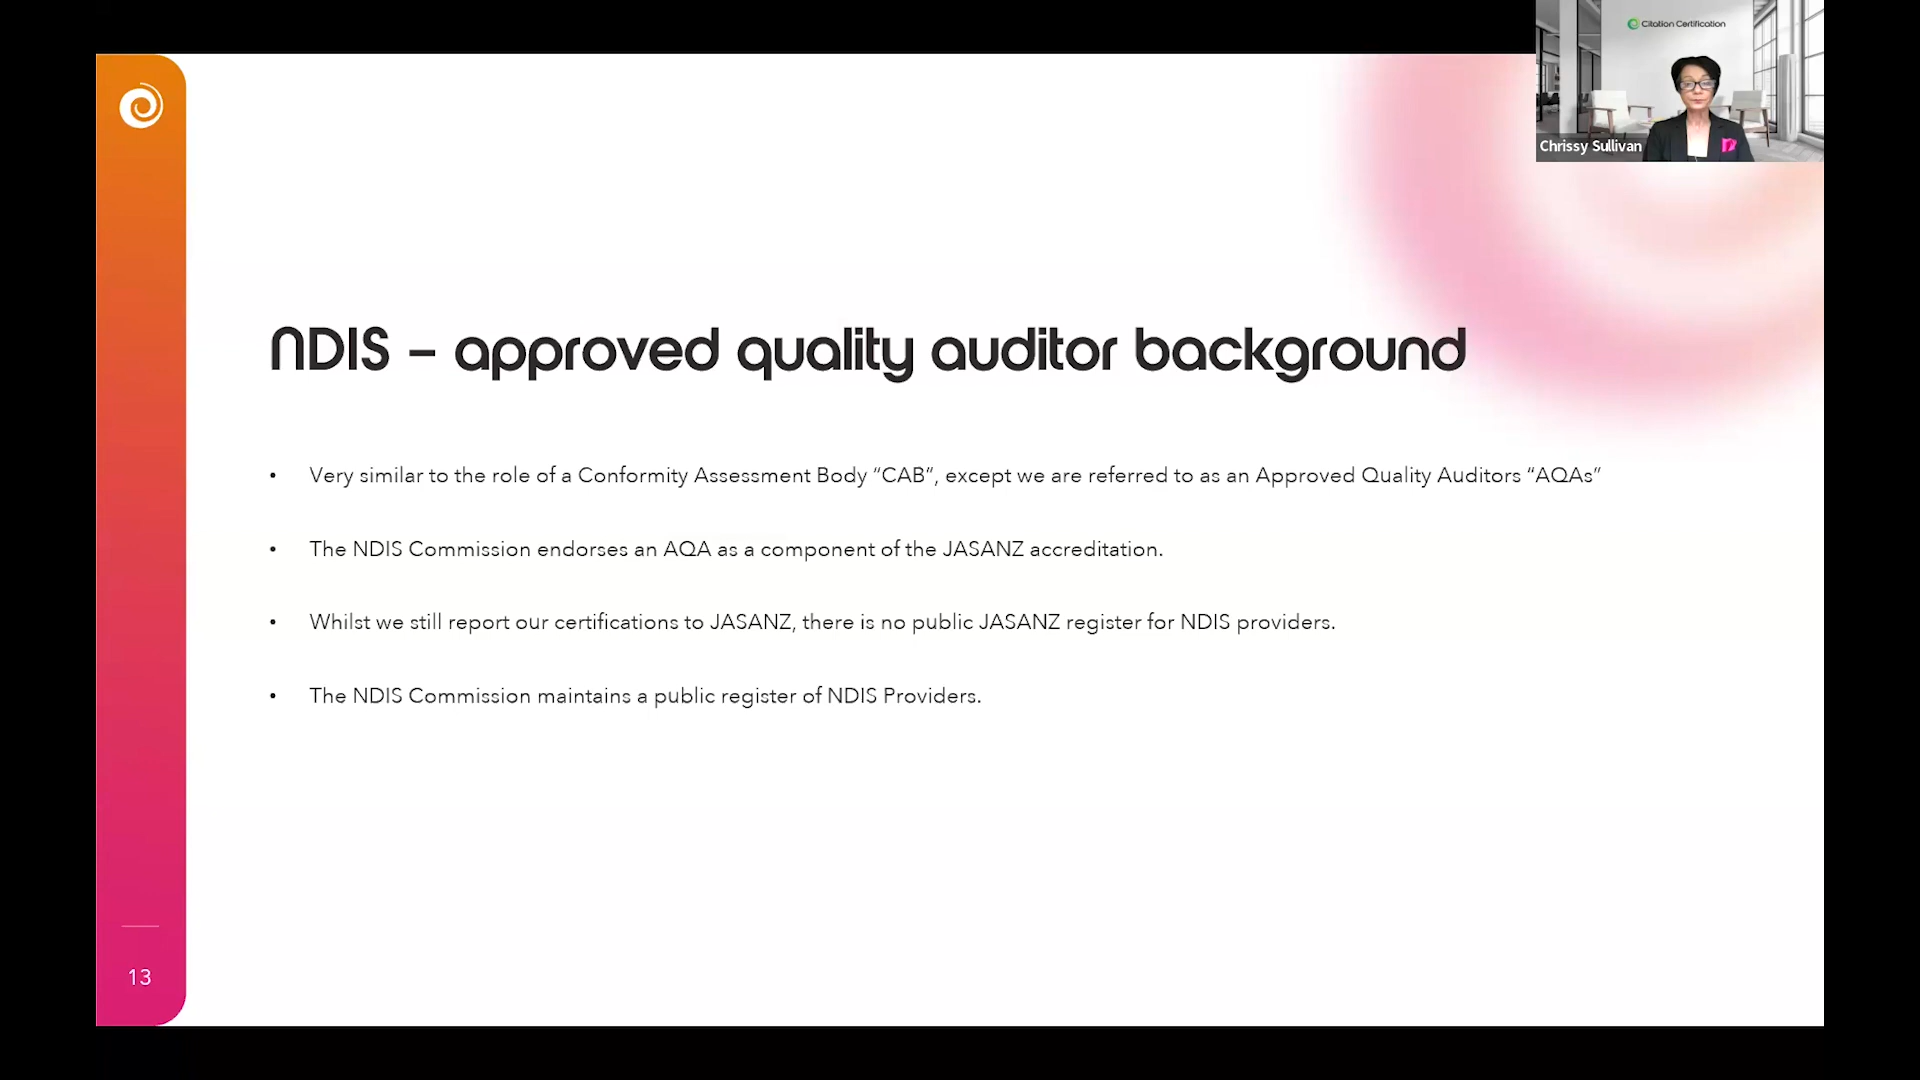 Citation Certification
Chrissy Sullivan
NDIS – approved quality auditor background
• Very similar to the role of a Conformity Assessment Body “CAB”, except we are referred to as an Approved Quality Auditors “AQAs”
• The NDIS Commission endorses an AQA as a component of the JASANZ accreditation.
• Whilst we still report our certifications to JASANZ, there is no public JASANZ register for NDIS providers.
• The NDIS Commission maintains a public register of NDIS Providers.
13